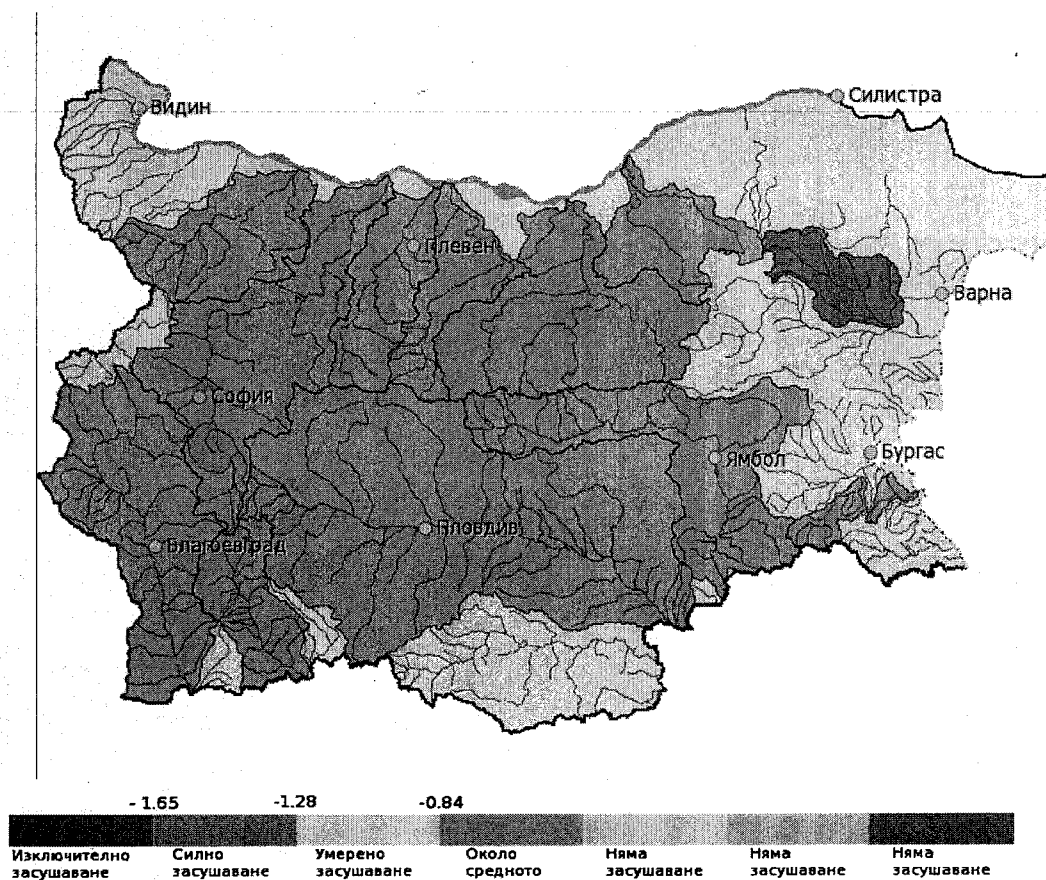 Видин
Силистра
Плевен
Варна
София
Ямбол
Бургас
Пловдив
Благоевград
- 1.65 -1.28 -0.84
Изключително Силно Умерено Около Няма Няма Няма
засушаване засушаване засушаване средното засушаване засушаване засушаване